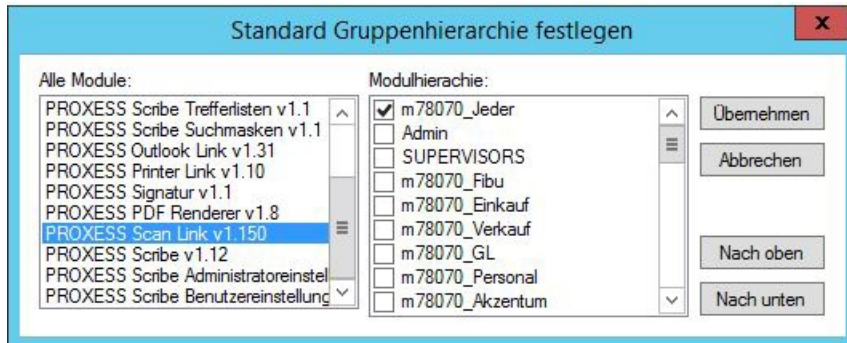 Standard Gruppenhierarchie festlegen
x
Alle Module:
PROXESS Scribe Trefferlisten v1.1
PROXESS Scribe Suchmasken v1.1
PROXESS Outlook Link v1.31
PROXESS Printer Link v1.10
PROXESS Signatur v1.1
PROXESS PDF Renderer v1.8
PROXESS Scan Link v1.150
PROXESS Scribe v1.12
PROXESS Scribe Administratoreinstel
PROXESS Scribe Benutzereinstellung
Modulhierachie:
m78070_Jeder
Admin
SUPERVISORS
m78070_Fibu
m78070_Einkauf
m78070_Verkauf
m78070_GL
m78070_Personal
m78070_Akzentum
Übernehmen
Abbrechen
Nach oben
Nach unten